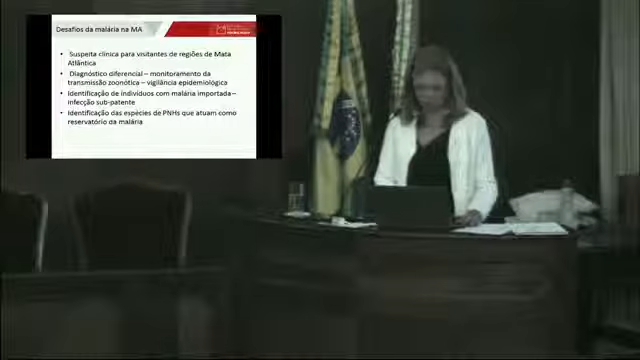 Desafios da malária na MA
Suspeita clínica para visitantes de regiões de Mata
Atlântica
Diagnóstico diferencial – monitoramento da
transmissão zoonótica – vigilância epidemiológica
Identificação de indivíduos com malária importada–
infecção sub-patente
Identificação das espécies de PNHs que atuam como
reservatório da malária